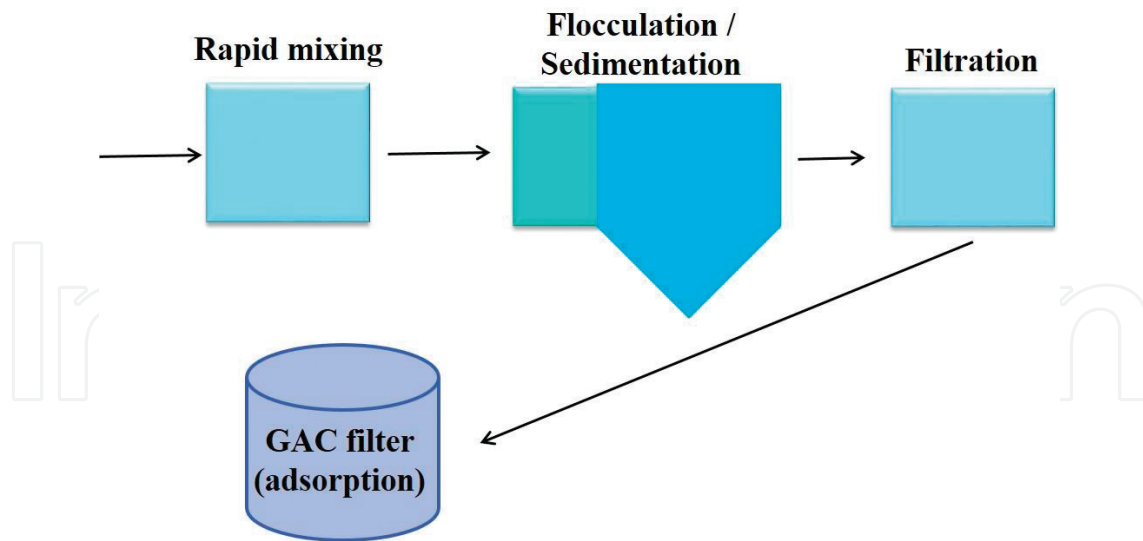 Rapid mixing
Flocculation /
Sedimentation
Filtration
GAC filter
(adsorption)